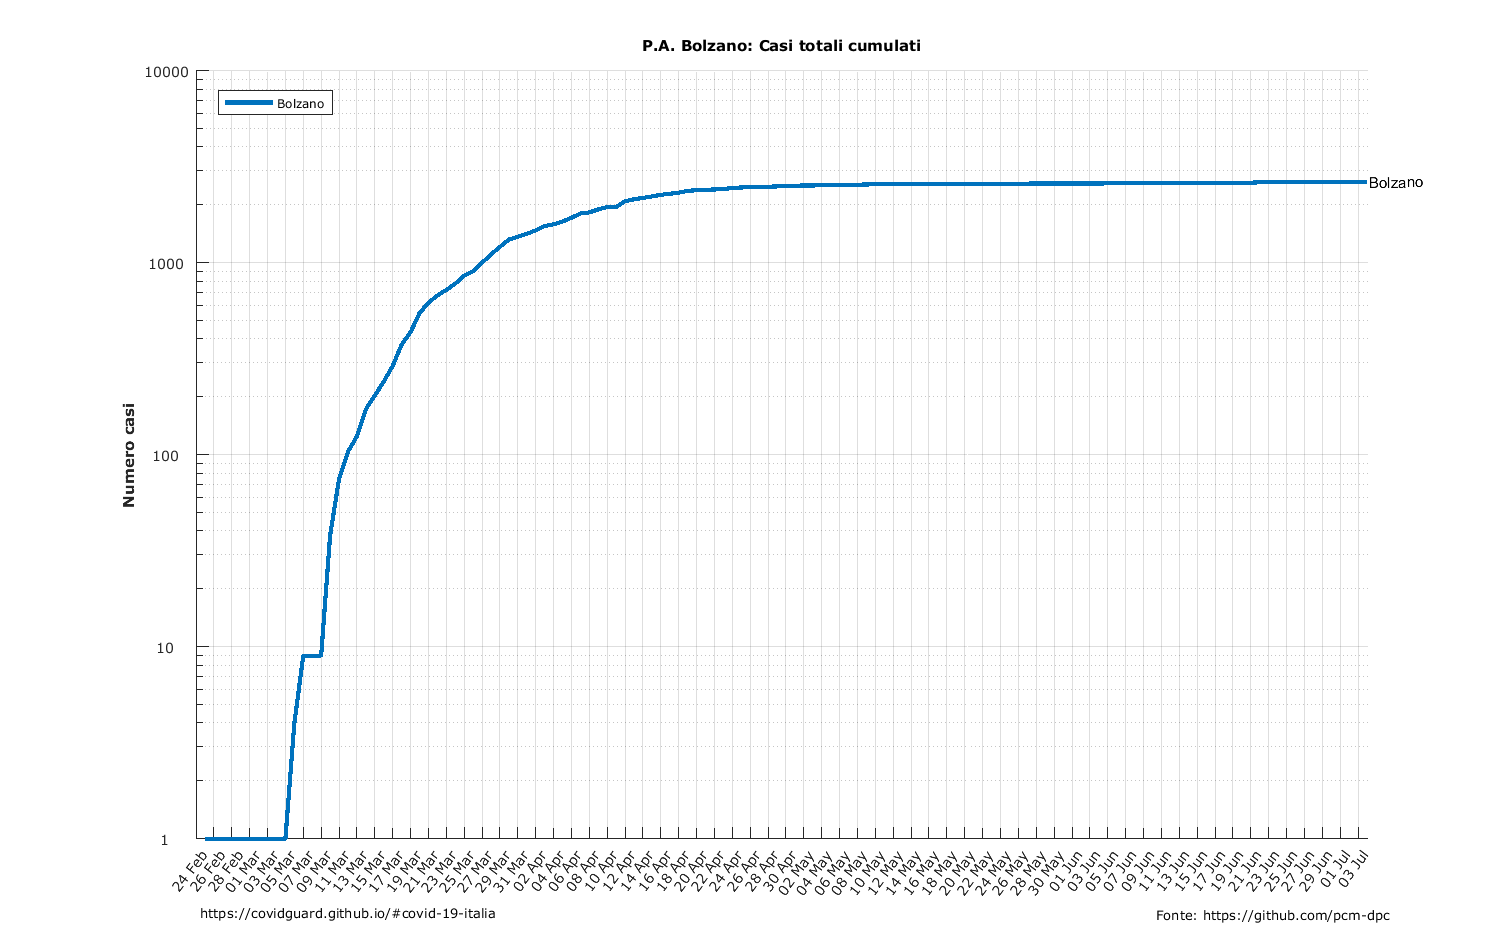 P.A. Bolzano: Casi totali cumulati
10000
Bolzano
Bolzano
1000
Numero casi
100
10
1
24 Feb
26 Feb
28 Feb
01 Mar
03 Mar
05 Mar
07 Mar
09 Mar
11 Mar
13 Mar
15 Mar
17 Mar
19 Mar
21 Mar
23 Mar
25 Mar
27 Mar
29 Mar
31 Mar
02 Apr
04 Apr
06 Apr
08 Apr
10 Apr
12 Apr
14 Apr
16 Apr
18 Apr
20 Apr
22 Apr
24 Apr
26 Apr
28 Apr
30 Apr
02 May
04 May
06 May
08 May
10 May
12 May
14 May
16 May
18 May
20 May
22 May
24 May
26 May
28 May
30 May
01 Jun
03 Jun
05 Jun
07 Jun
09 Jun
11 Jun
13 Jun
15 Jun
17 Jun
19 Jun
21 Jun
23 Jun
25 Jun
27 Jun
29 Jun
01 Jul
03 Jul
https://covidguard.github.io/#covid-19-italia
Fonte: https://github.com/pcm-dpc